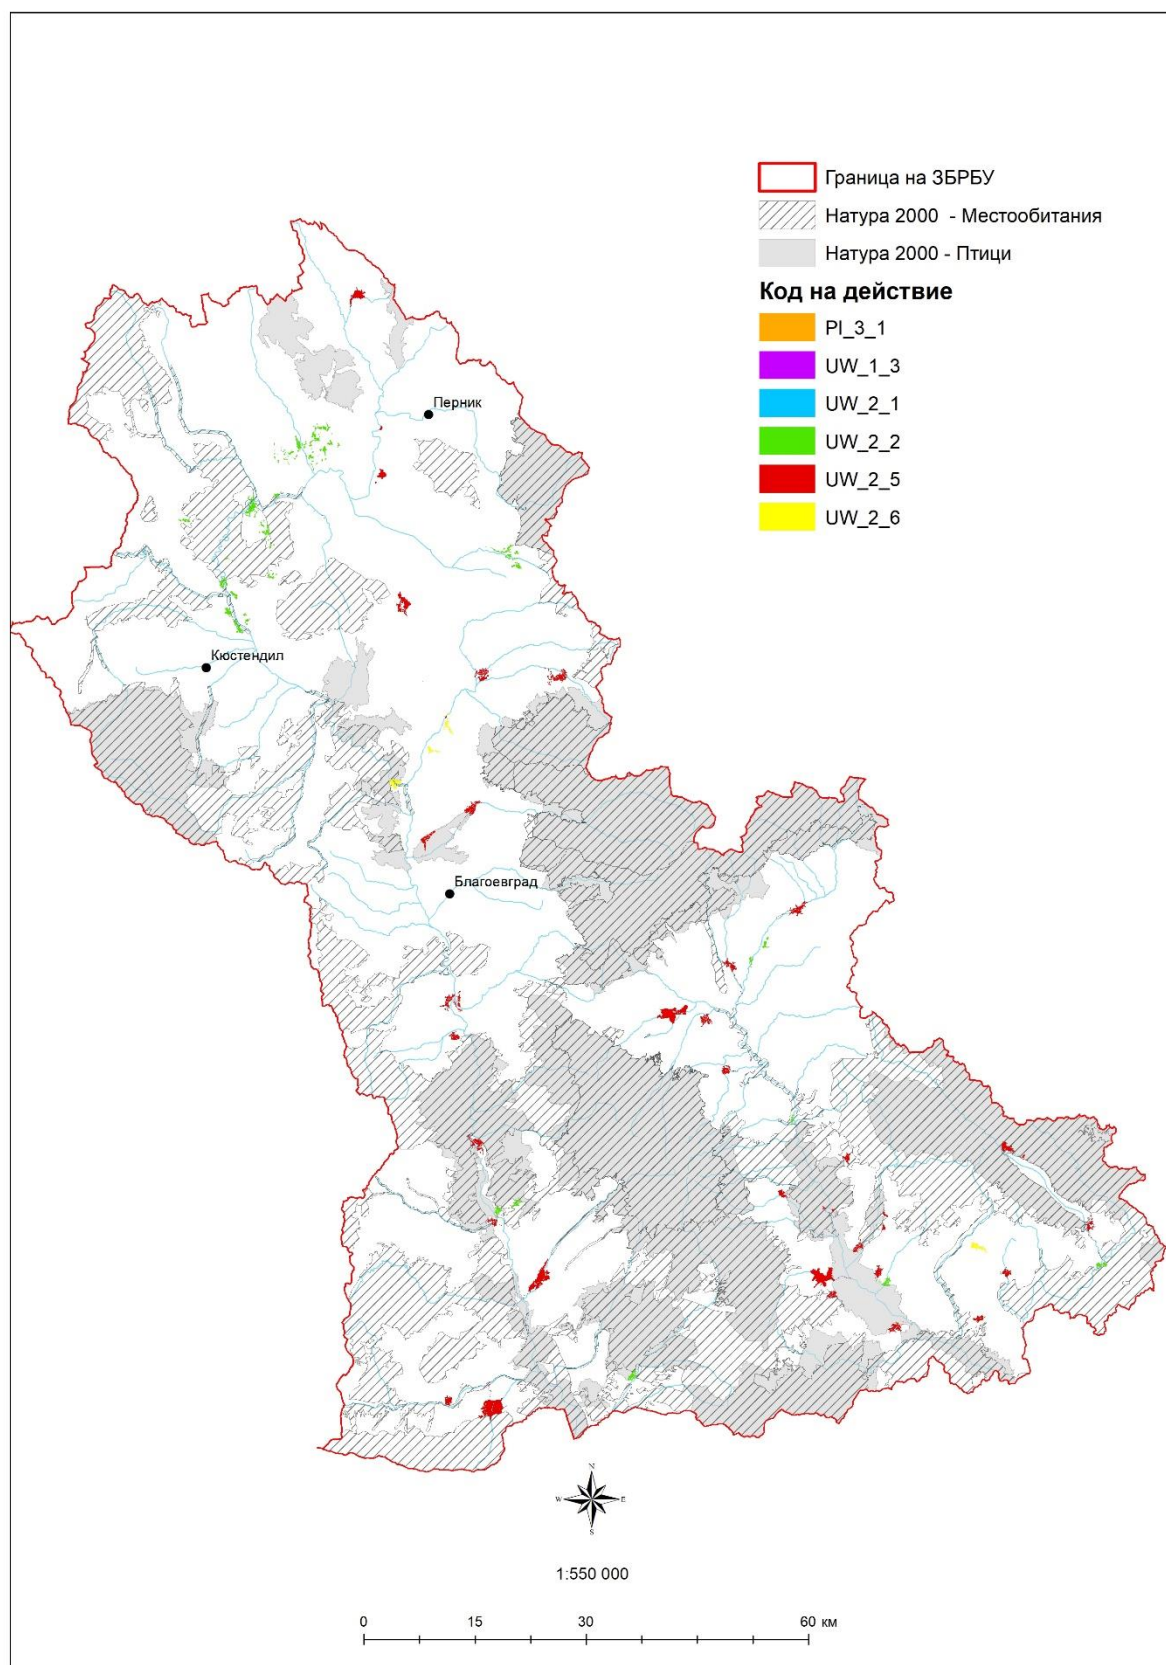 Граница на ЗБРБУ
Натура 2000 - Местообитания
Натура 2000 - Птици
Код на действие
PI_3_1
UW_1_3
UW_2_1
UW_2_2
UW_2_5
UW_2_6
Перник
Кюстендил
Благоевград
N
W E
S
1:550 000
0 15 30 60 км